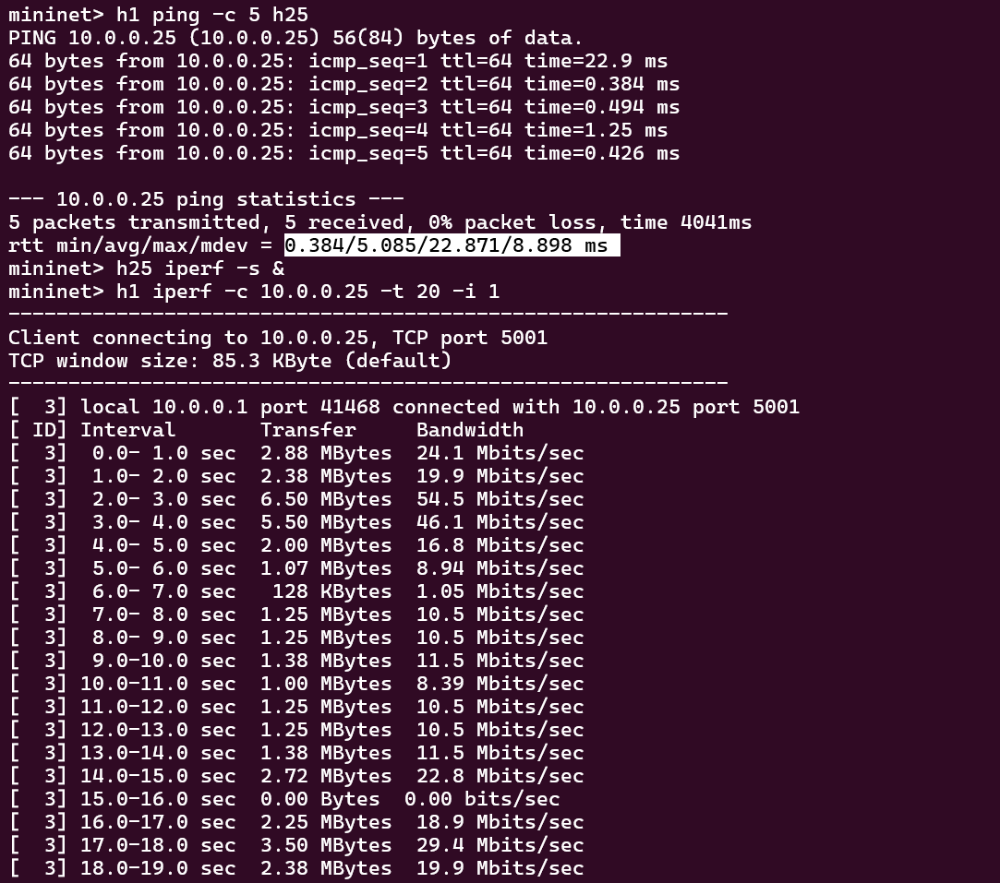 mininet> h1 ping -c 5 h25
PING 10.0.0.25 (10.0.0.25) 56(84) bytes of data.
64 bytes from 10.0.0.25: icmp_seq=1 ttl=64 time=22.9 ms
64 bytes from 10.0.0.25: icmp_seq=2 ttl=64 time=0.384 ms
64 bytes from 10.0.0.25: icmp_seq=3 ttl=64 time=0.494 ms
64 bytes from 10.0.0.25: icmp_seq=4 ttl=64 time=1.25 ms
64 bytes from 10.0.0.25: icmp_seq=5 ttl=64 time=0.426 ms

--- 10.0.0.25 ping statistics ---
5 packets transmitted, 5 received, 0% packet loss, time 4041ms
rtt min/avg/max/mdev = 0.384/5.085/22.871/8.898 ms
mininet> h25 iperf -s &
mininet> h1 iperf -c 10.0.0.25 -t 20 -i 1
------------------------------------------------------------
Client connecting to 10.0.0.25, TCP port 5001
TCP window size: 85.3 KByte (default)
------------------------------------------------------------
[  3] local 10.0.0.1 port 41468 connected with 10.0.0.25 port 5001
[ ID] Interval       Transfer     Bandwidth
[  3]  0.0- 1.0 sec  2.88 MBytes  24.1 Mbits/sec
[  3]  1.0- 2.0 sec  2.38 MBytes  19.9 Mbits/sec
[  3]  2.0- 3.0 sec  6.50 MBytes  54.5 Mbits/sec
[  3]  3.0- 4.0 sec  5.50 MBytes  46.1 Mbits/sec
[  3]  4.0- 5.0 sec  2.00 MBytes  16.8 Mbits/sec
[  3]  5.0- 6.0 sec  1.07 MBytes  8.94 Mbits/sec
[  3]  6.0- 7.0 sec   128 KBytes  1.05 Mbits/sec
[  3]  7.0- 8.0 sec  1.25 MBytes  10.5 Mbits/sec
[  3]  8.0- 9.0 sec  1.25 MBytes  10.5 Mbits/sec
[  3]  9.0-10.0 sec  1.38 MBytes  11.5 Mbits/sec
[  3] 10.0-11.0 sec  1.00 MBytes  8.39 Mbits/sec
[  3] 11.0-12.0 sec  1.25 MBytes  10.5 Mbits/sec
[  3] 12.0-13.0 sec  1.25 MBytes  10.5 Mbits/sec
[  3] 13.0-14.0 sec  1.38 MBytes  11.5 Mbits/sec
[  3] 14.0-15.0 sec  2.72 MBytes  22.8 Mbits/sec
[  3] 15.0-16.0 sec  0.00 Bytes  0.00 bits/sec
[  3] 16.0-17.0 sec  2.25 MBytes  18.9 Mbits/sec
[  3] 17.0-18.0 sec  3.50 MBytes  29.4 Mbits/sec
[  3] 18.0-19.0 sec  2.38 MBytes  19.9 Mbits/sec